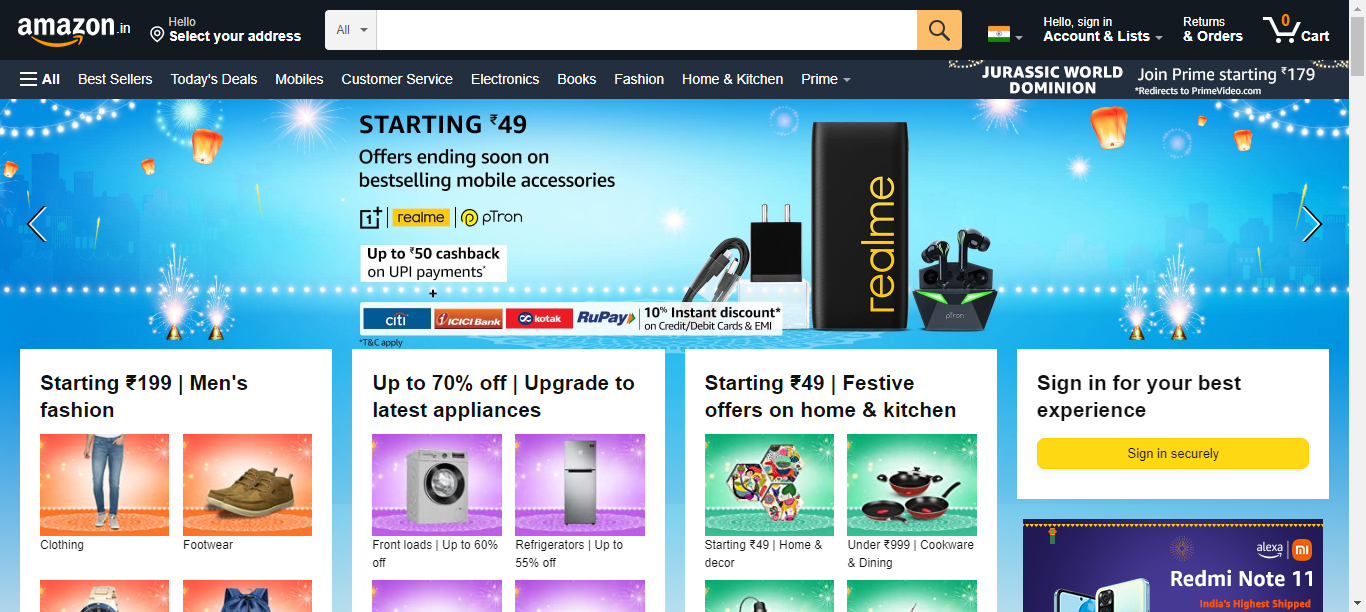 amazon.in
Hello
Select your address
All
Hello, sign in
Account & Lists
Returns
& Orders
0
Cart
All
Best Sellers
Today's Deals
Mobiles
Customer Service
Electronics
Books
Fashion
Home & Kitchen
Prime
JURASSIC WORLD
DOMINION
Join Prime starting ₹179
*Redirects to PrimeVideo.com
STARTING ₹49
Offers ending soon on
bestselling mobile accessories
1+ | realme | pTron
Up to ₹50 cashback
on UPI payments*
+
citi
ICICI Bank
kotak
RuPay
10% Instant discount*
on Credit/Debit Cards & EMI
*T&C apply
realme
pTron
Starting ₹199 | Men's
fashion
Clothing
Footwear
Up to 70% off | Upgrade to
latest appliances
Front loads | Up to 60%
off
Refrigerators | Up to
55% off
Starting ₹49 | Festive
offers on home & kitchen
Starting ₹49 | Home &
decor
Under ₹999 | Cookware
& Dining
Sign in for your best
experience
Sign in securely
alexa | mi
Redmi Note 11
India's Highest Shipped